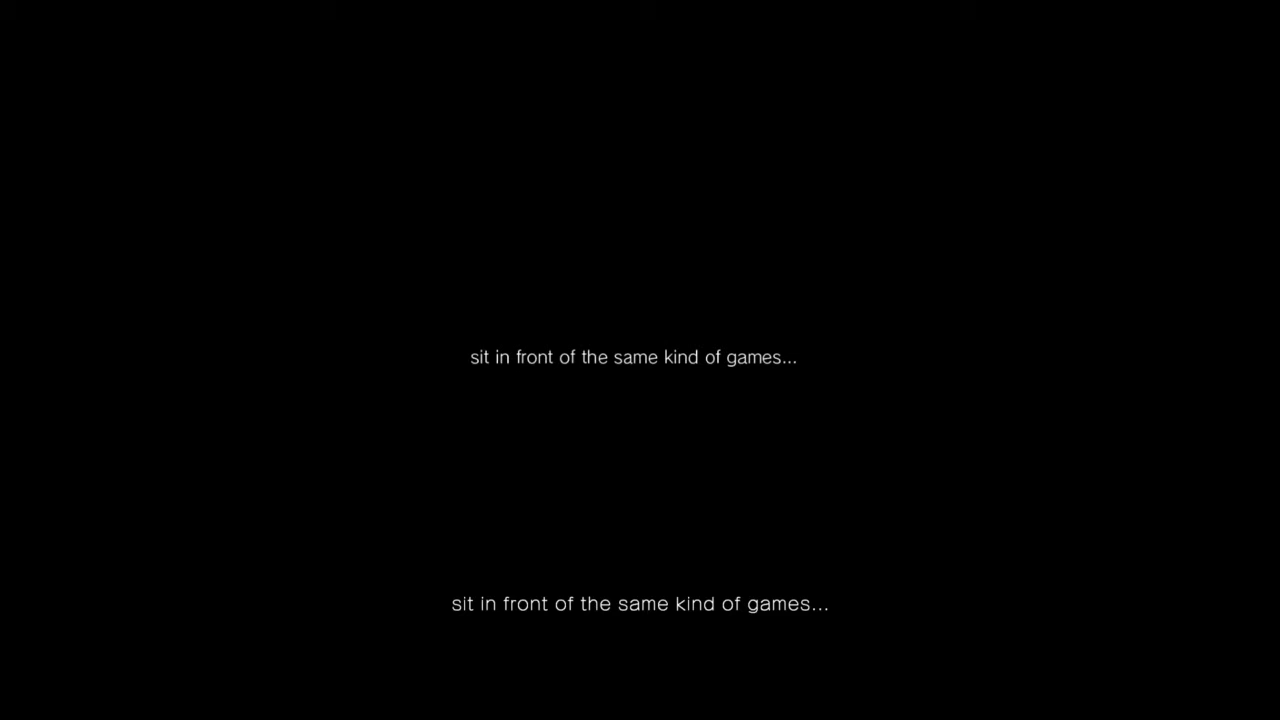 sit in front of the same kind of games...
sit in front of the same kind of games...